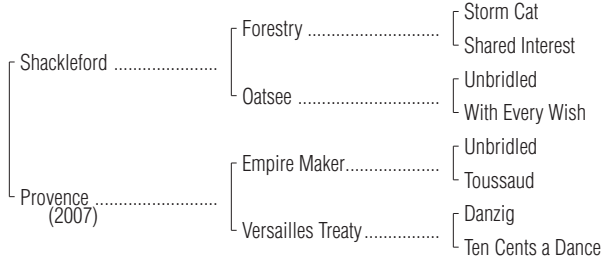 Storm Cat
Forestry ........................
Shared Interest
Shackleford .....................
Unbridled
Oatsee ..........................
With Every Wish
Unbridled
Empire Maker.................
Toussaud
Provence ........................
(2007)
Danzig
Versailles Treaty..............
Ten Cents a Dance